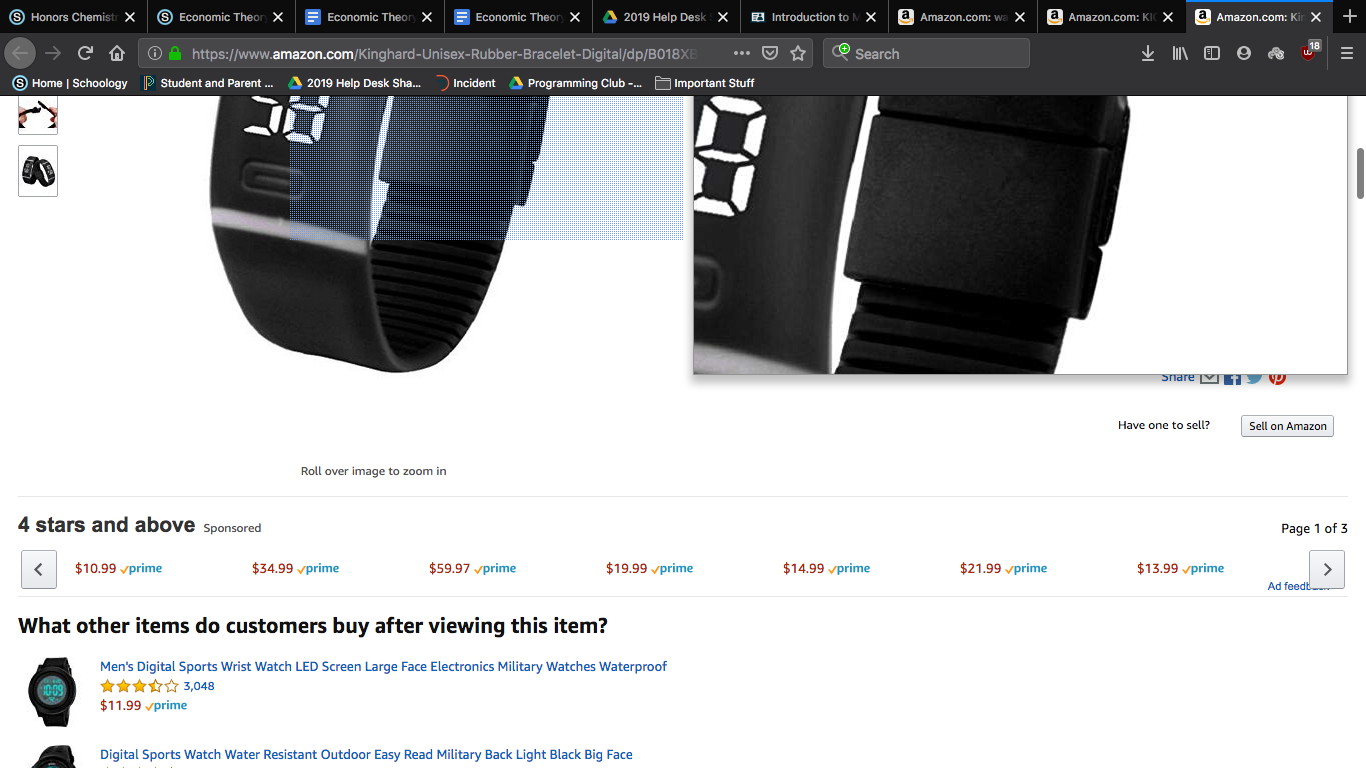 Honors Chemist
Economic Theor
Economic Theory
Economic Theory
2019 Help Desk S
Introduction to M
Amazon.com: wa
Amazon.com: KIC
Amazon.com: Kin
https://www.amazon.com/Kinghard-Unisex-Rubber-Bracelet-Digital/dp/B018XB
Search
18
Home | Schoology
Student and Parent ...
2019 Help Desk Sha...
Incident
Programming Club -...
Important Stuff
Share
Have one to sell?
Sell on Amazon
Roll over image to zoom in
4 stars and above Sponsored
Page 1 of 3
$10.99 prime
$34.99 prime
$59.97 prime
$19.99 prime
$14.99 prime
$21.99 prime
$13.99 prime
Ad feedback
What other items do customers buy after viewing this item?
Men's Digital Sports Wrist Watch LED Screen Large Face Electronics Military Watches Waterproof
3,048
$11.99 prime
10:09
Digital Sports Watch Water Resistant Outdoor Easy Read Military Back Light Black Big Face